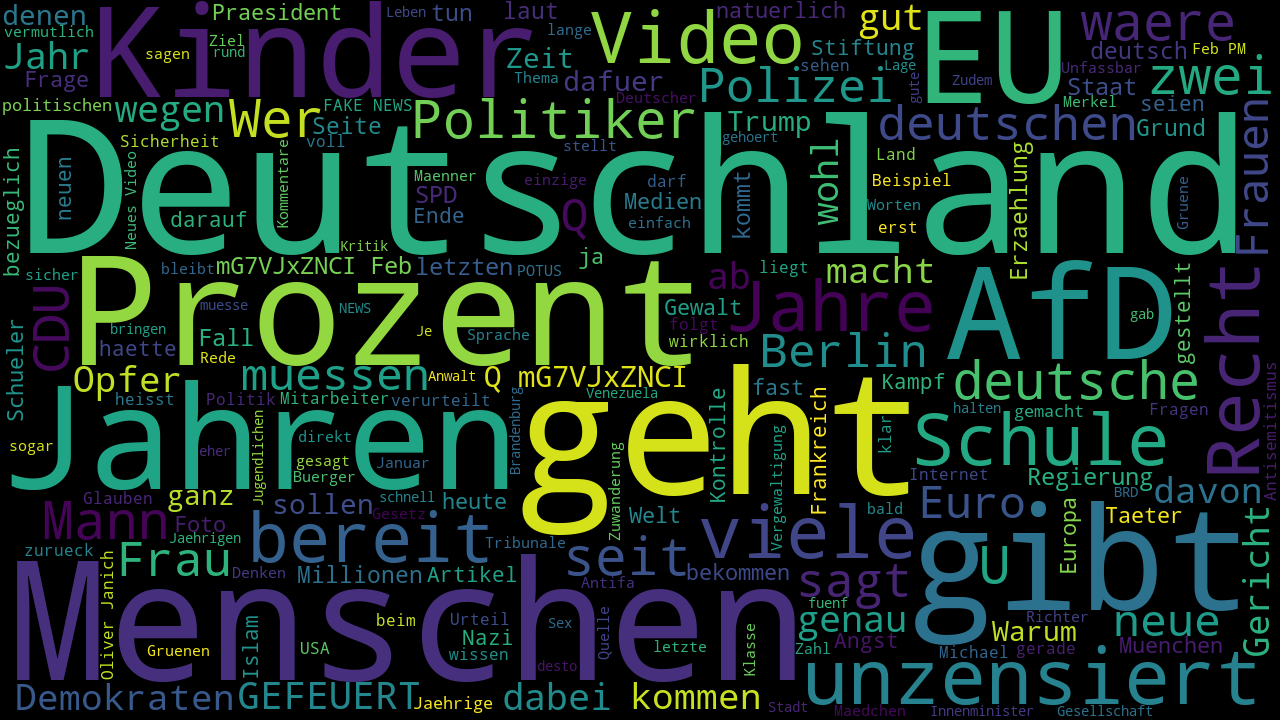 denen
Kinder
Praesident
Leben
tun
laut
natuerlich
gut
EU
waere
vermutlich
Jahr
sagen
Ziel
rund
lange
Video
Stiftung
deutsch
Feb PM
Frage
Zeit
Thema
dafuer
Deutscher
sehen
Lage
Polizei
gute
Zudem
Unfassbar
Staat
Merkel
zwei
seien
politischen
wegen
Wer
FAKE NEWS
Seite
Politiker
Trump
deutschen
Grund
Frauen
Sicherheit
voll
stellt
gehoert
Deutschland
bezueglich
neuen
Neues Video
darauf
Kommentare
Maenner
SPD
Ende
einzige
Q
darf
Medien
einfach
kommt
wohl
Land
Beispiel
Worten
erst
Erzaehlung
Gruene
Kritik
ja
sicher
bleibt
mG7VJxZNCI Feb
letzten
POTUS
ab
liegt
macht
AfD
gab
gestellt
Recht
CDU
Prozent
muesse
NEWS
Je
Sprache
Gewalt
folgt
wirklich
Jahre
Schueler
bringen
haette
Fall
Rede
Berlin
Opfer
muessen
Anwalt
Q mG7VJxZNCI
Venezuela
fast
Kampf
deutsche
heisst
Politik
Mitarbeiter
verurteilt
Brandenburg
Kontrolle
Frankreich
klar
halten
gemacht
Fragen
Antisemitismus
sogar
Jahren
eher
Jugendlichen
direkt
gesagt
Buerger
Januar
geht
Zuwanderung
Vergewaltigung
Schule
Internet
Regierung
BRD
davon
Glauben
ganz
sollen
schnell
Gesetz
heute
Welt
viele
bald
Euro
Europa
Taeter
Gericht
Mann
Foto
Jaehrigen
bereit
Tribunale
seit
zurueck
Frau
Denken
Millionen
Artikel
Antifa
bekommen
sagt
U
gibt
Oliver Janich
Menschen
fuenf
genau
Richter
neue
Gruenen
Islam
USA
beim
Urteil
Nazi
wissen
Sex
Quelle
letzte
Klasse
Zahl
Angst
Warum
Michael
gerade
Muenchen
desto
unzensiert
Demokraten
GEFEUERT
Jaehrige
dabei
kommen
Stadt
Maedchen
Innenminister
Gesellschaft